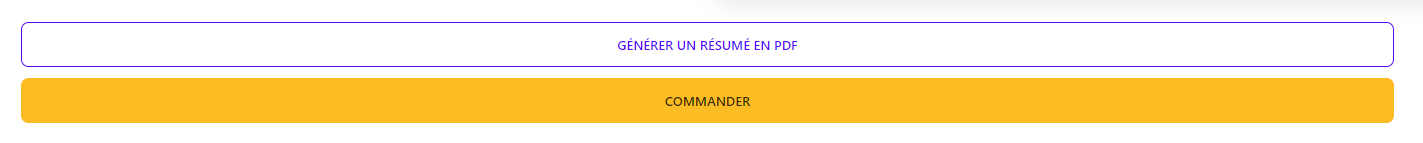 GÉNÉRER UN RÉSUMÉ EN PDF
COMMANDER